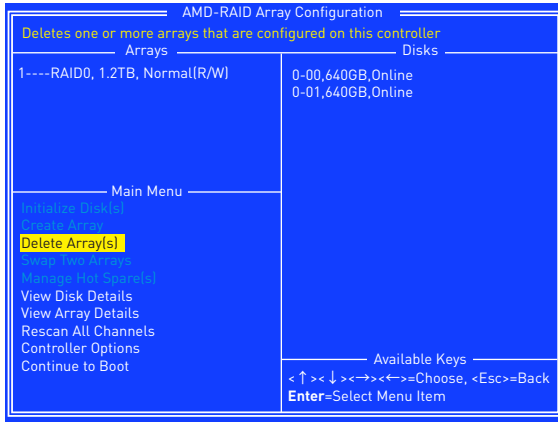 AMD-RAID Array Configuration
Deletes one or more arrays that are configured on this controller
Arrays
1----RAID0, 1.2TB, Normal(R/W)
Disks
0-00,640GB,Online
0-01,640GB,Online
Main Menu
Initialize Disk(s)
Create Array
Delete Array(s)
Swap Two Arrays
Manage Hot Spare(s)
View Disk Details
View Array Details
Rescan All Channels
Controller Options
Continue to Boot
Available Keys
<↑><↓><→><←>=Choose, <Esc>=Back
Enter=Select Menu Item